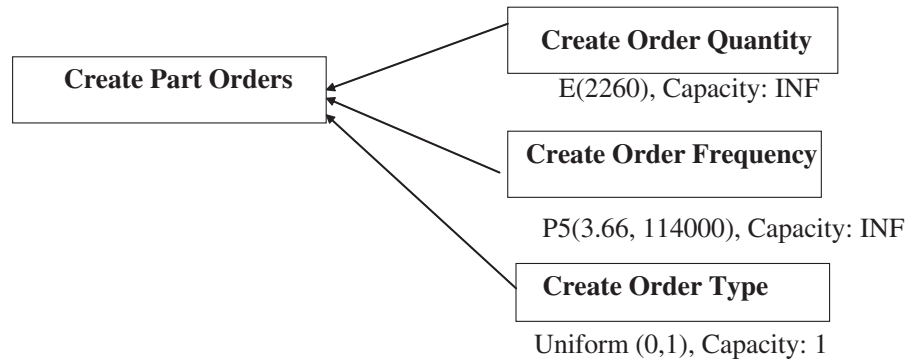 Create Part Orders
Create Order Quantity
E(2260), Capacity: INF
Create Order Frequency
P5(3.66, 114000), Capacity: INF
Create Order Type
Uniform (0,1), Capacity: 1